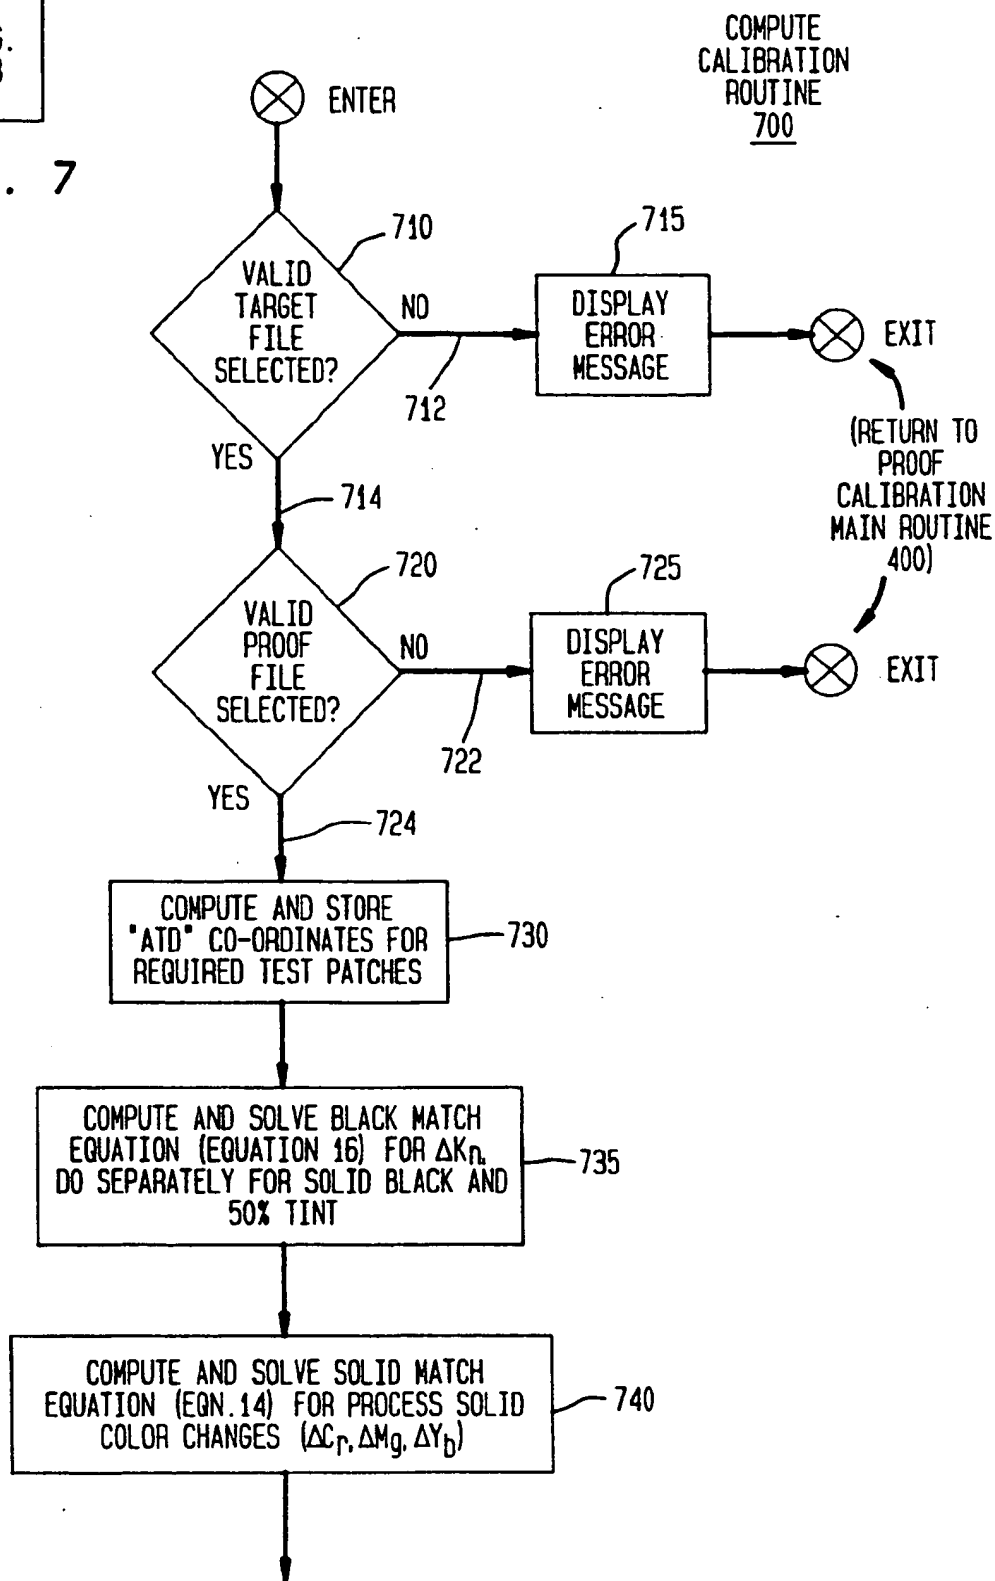 COMPUTE
CALIBRATION
ROUTINE
700
ENTER
. 7
710
VALID
TARGET
FILE
SELECTED?
NO
712
715
DISPLAY
ERROR
MESSAGE
EXIT
YES
714
(RETURN TO
PROOF
CALIBRATION
MAIN ROUTINE
400)
720
VALID
PROOF
FILE
SELECTED?
NO
722
725
DISPLAY
ERROR
MESSAGE
EXIT
YES
724
COMPUTE AND STORE
"ATD" CO-ORDINATES FOR
REQUIRED TEST PATCHES
730
COMPUTE AND SOLVE BLACK MATCH
EQUATION (EQUATION 16) FOR ΔKn.
DO SEPARATELY FOR SOLID BLACK AND
50% TINT
735
COMPUTE AND SOLVE SOLID MATCH
EQUATION (EQN.14) FOR PROCESS SOLID
COLOR CHANGES (ΔCr, ΔMg, ΔYb)
740